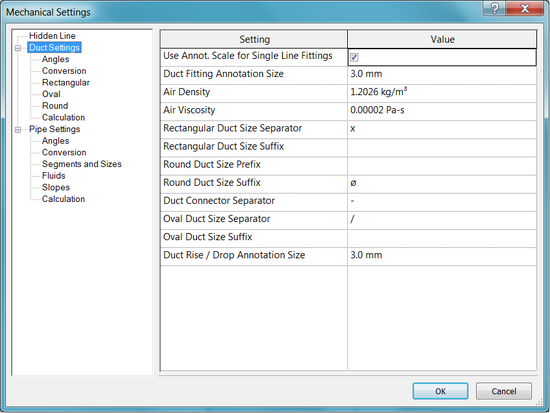 Mechanical Settings
Hidden Line
Duct Settings
Angles
Conversion
Rectangular
Oval
Round
Calculation
Pipe Settings
Angles
Conversion
Segments and Sizes
Fluids
Slopes
Calculation
Setting Value
Use Annot. Scale for Single Line Fittings
Duct Fitting Annotation Size 3.0 mm
Air Density 1.2026 kg/m³
Air Viscosity 0.00002 Pa-s
Rectangular Duct Size Separator x
Rectangular Duct Size Suffix
Round Duct Size Prefix
Round Duct Size Suffix ø
Duct Connector Separator -
Oval Duct Size Separator /
Oval Duct Size Suffix
Duct Rise / Drop Annotation Size 3.0 mm
OK Cancel